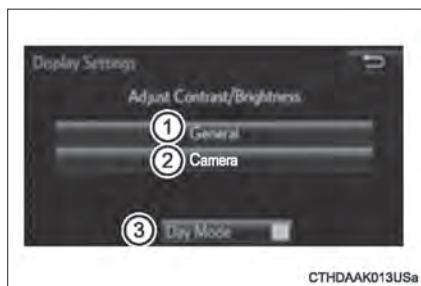 Display Settings
Adjust Contrast/Brightness
1 General
2 Camera
3 Day Mode
CTHDAAK013USa